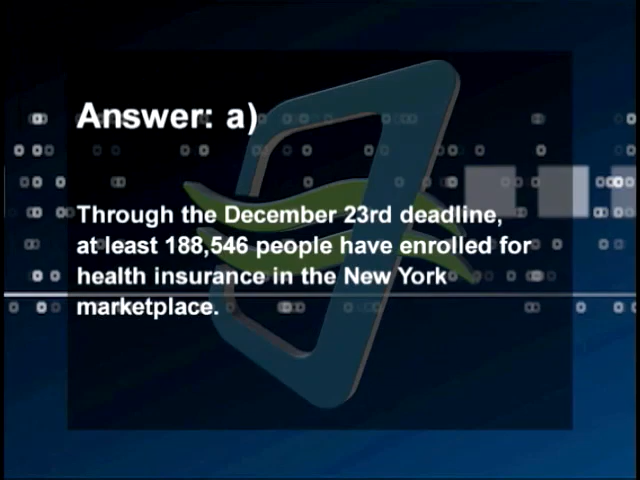 Answer: a)
Through the December 23rd deadline,
at least 188,546 people have enrolled for
health insurance in the New York
marketplace.